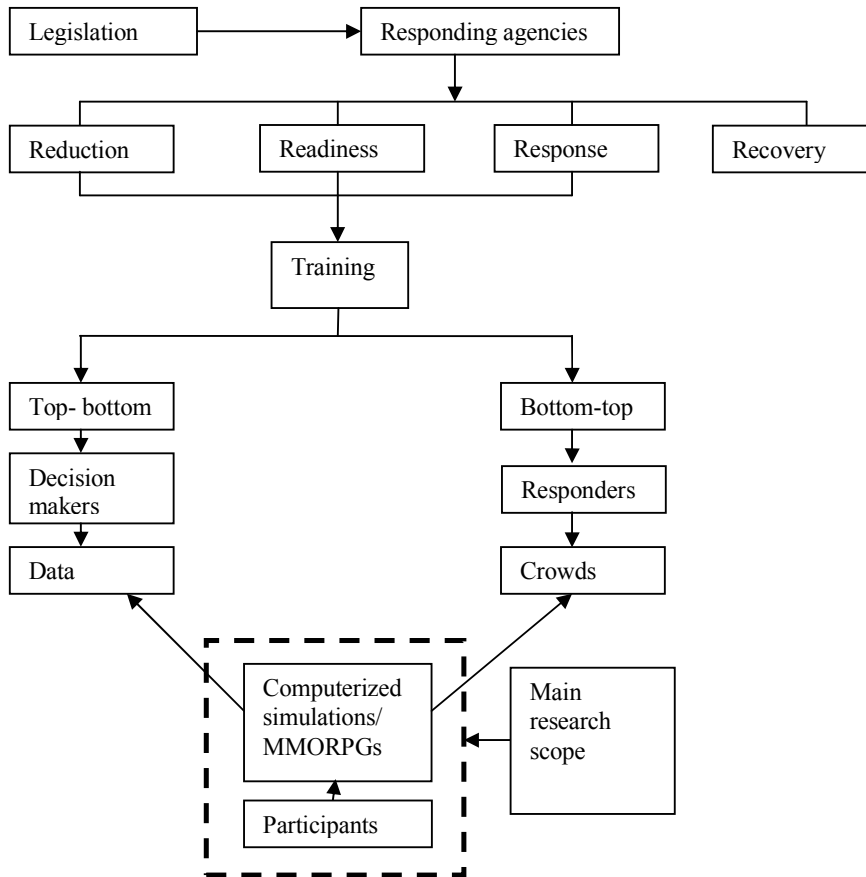 Legislation
Responding agencies
Reduction
Readiness
Response
Recovery
Training
Top- bottom
Bottom-top
Decision
makers
Responders
Data
Crowds
Computerized
simulations/
MMORPGs
Main
research
scope
Participants